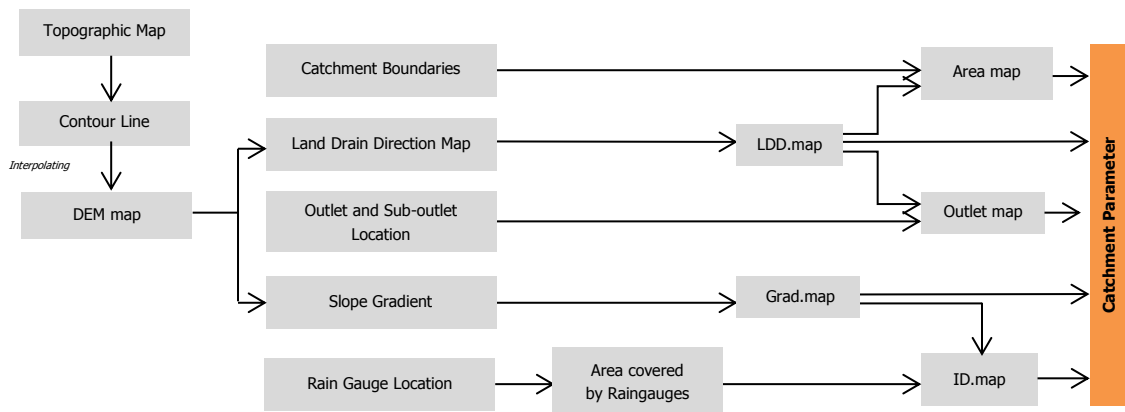 Topographic Map
Contour Line
Interpolating
DEM map
Catchment Boundaries
Land Drain Direction Map
Outlet and Sub-outlet
Location
Slope Gradient
Rain Gauge Location
Area covered
by Raingauges
LDD.map
Grad.map
Area map
Outlet map
ID.map
Catchment Parameter